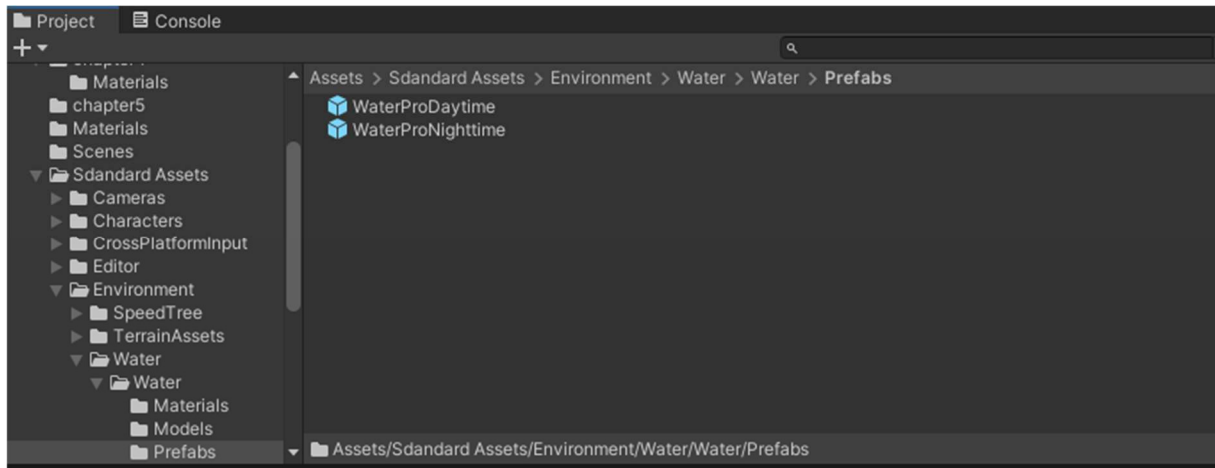 Project Console
Materials
chapter5
Materials
Scenes
Sdandard Assets
Cameras
Characters
CrossPlatformInput
Editor
Environment
SpeedTree
TerrainAssets
Water
Water
Materials
Models
Prefabs
Assets > Sdandard Assets > Environment > Water > Water > Prefabs
WaterProDaytime
WaterProNighttime
Assets/Sdandard Assets/Environment/Water/Water/Prefabs